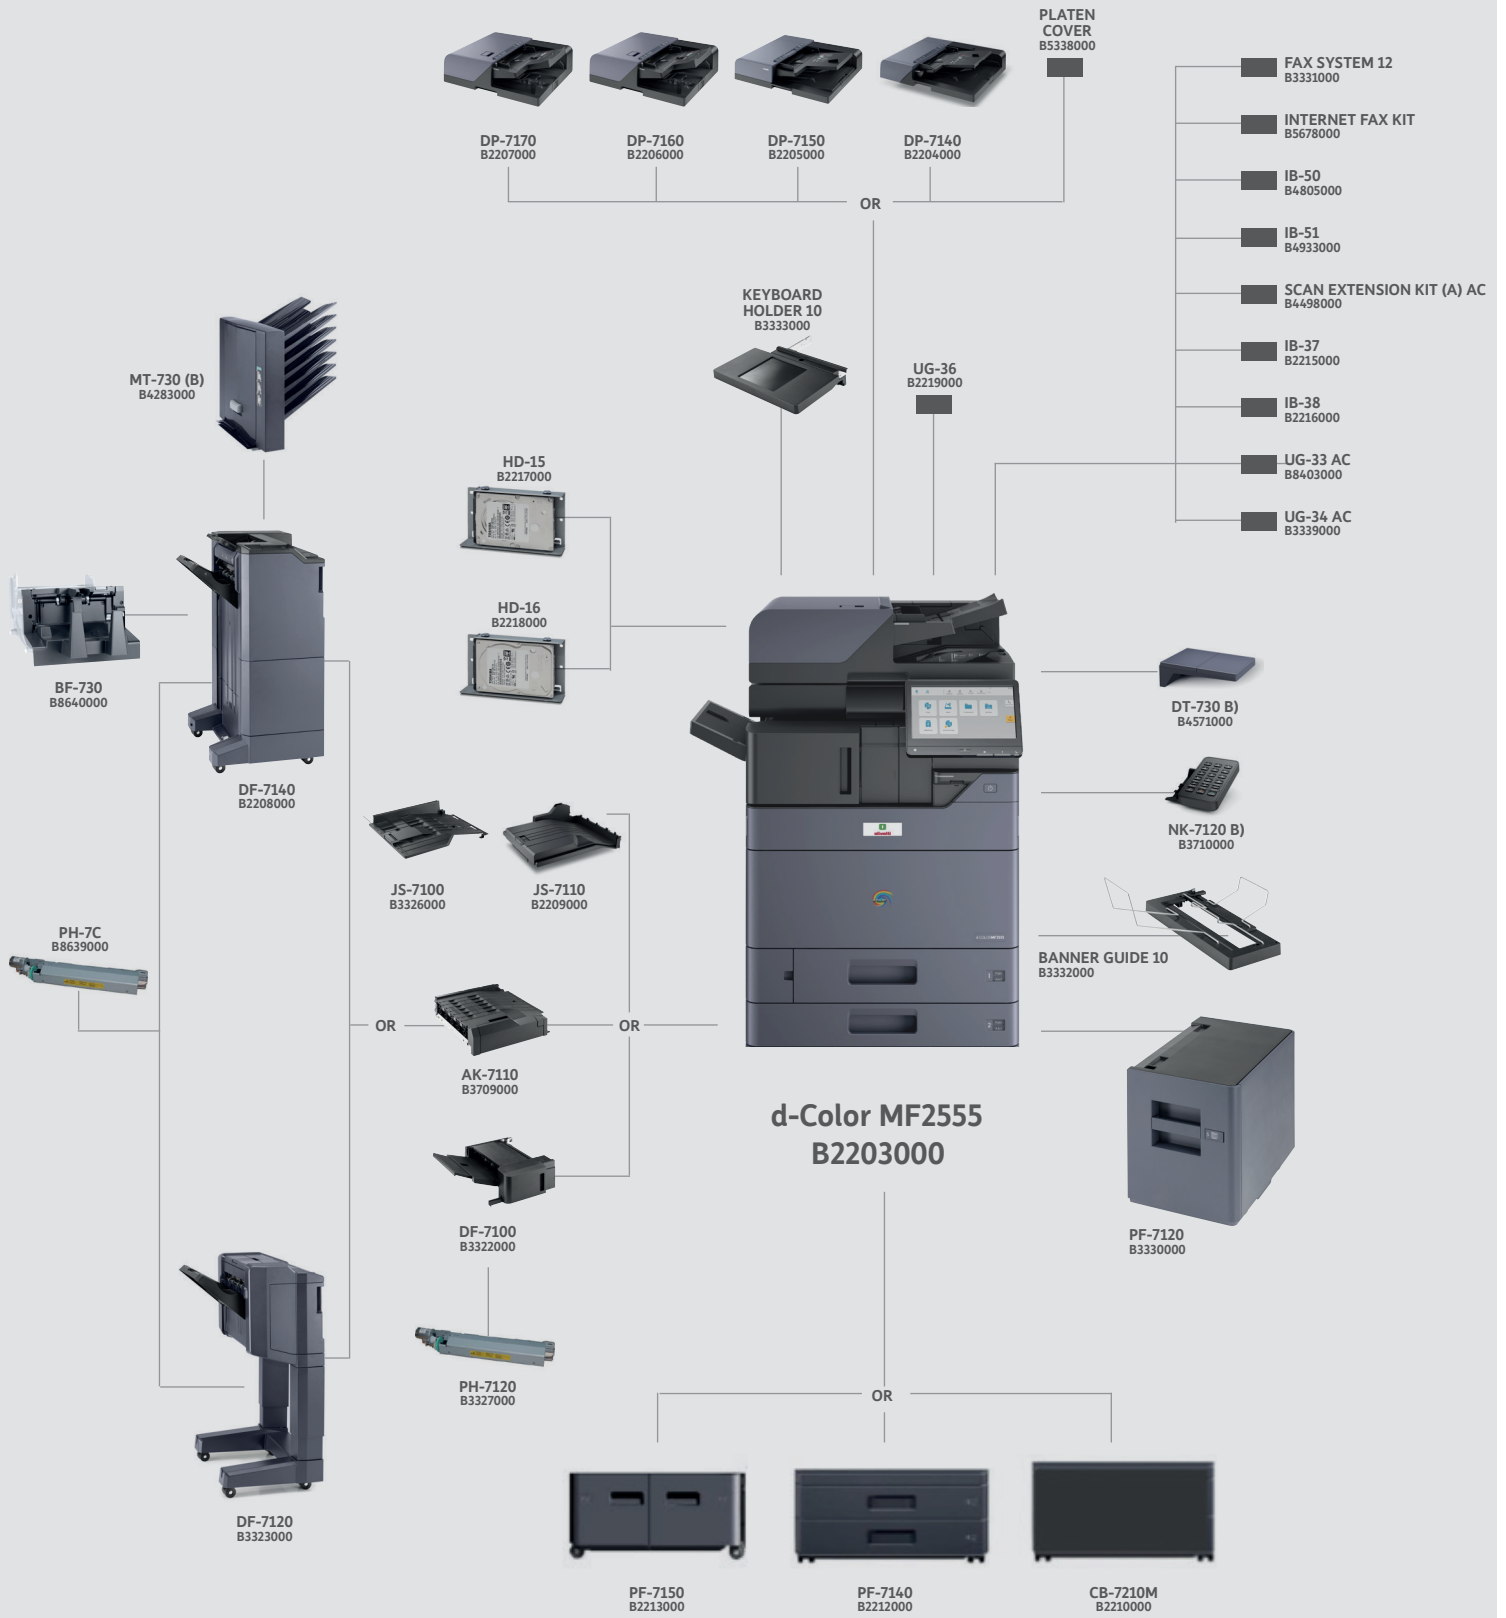 PLATEN
COVER
B5338000
DP-7170
B2207000
DP-7160
B2206000
DP-7150
B2205000
DP-7140
B2204000
OR
FAX SYSTEM 12
B3331000
INTERNET FAX KIT
B5678000
IB-50
B4805000
IB-51
B4933000
SCAN EXTENSION KIT (A) AC
B4498000
IB-37
B2215000
IB-38
B2216000
UG-33 AC
B8403000
UG-34 AC
B3339000
KEYBOARD
HOLDER 10
B3333000
UG-36
B2219000
MT-730 (B)
B4283000
HD-15
B2217000
HD-16
B2218000
BF-730
B8640000
DF-7140
B2208000
DT-730 B)
B4571000
NK-7120 B)
B3710000
JS-7100
B3326000
JS-7110
B2209000
PH-7C
B8639000
BANNER GUIDE 10
B3332000
OR
OR
AK-7110
B3709000
olivetti
d-Color MF2555
B2203000
DF-7100
B3322000
PF-7120
B3330000
PH-7120
B3327000
OR
DF-7120
B3323000
PF-7150
B2213000
PF-7140
B2212000
CB-7210M
B2210000